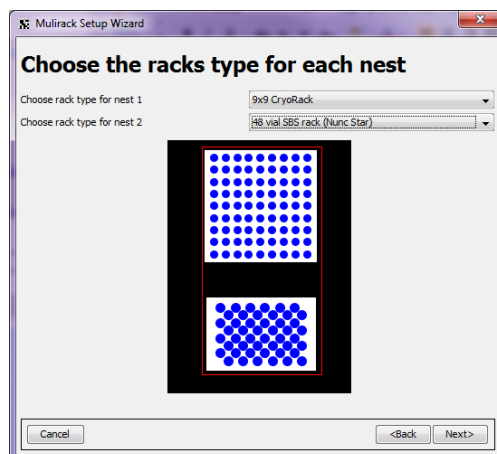 Mulirack Setup Wizard
Choose the racks type for each nest
Choose rack type for nest 1 9x9 CryoRack
Choose rack type for nest 2 48 vial SBS rack (Nunc Star)
Cancel <Back Next>